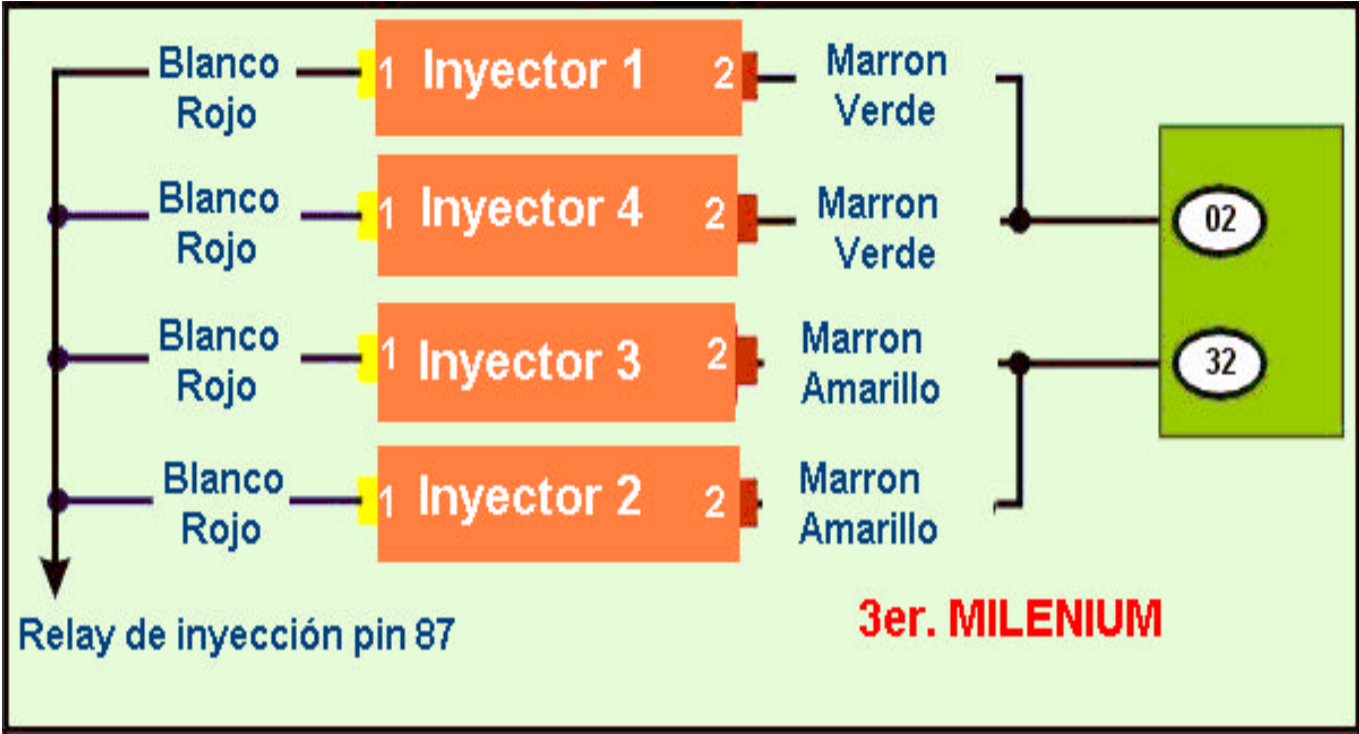 Blanco
Rojo
1 Inyector 1 2
Marron
Verde
Blanco
Rojo
1 Inyector 4 2
Marron
Verde
02
Blanco
Rojo
1 Inyector 3 2
Marron
Amarillo
32
Blanco
Rojo
1 Inyector 2 2
Marron
Amarillo
3er. MILENIUM
Relay de inyección pin 87